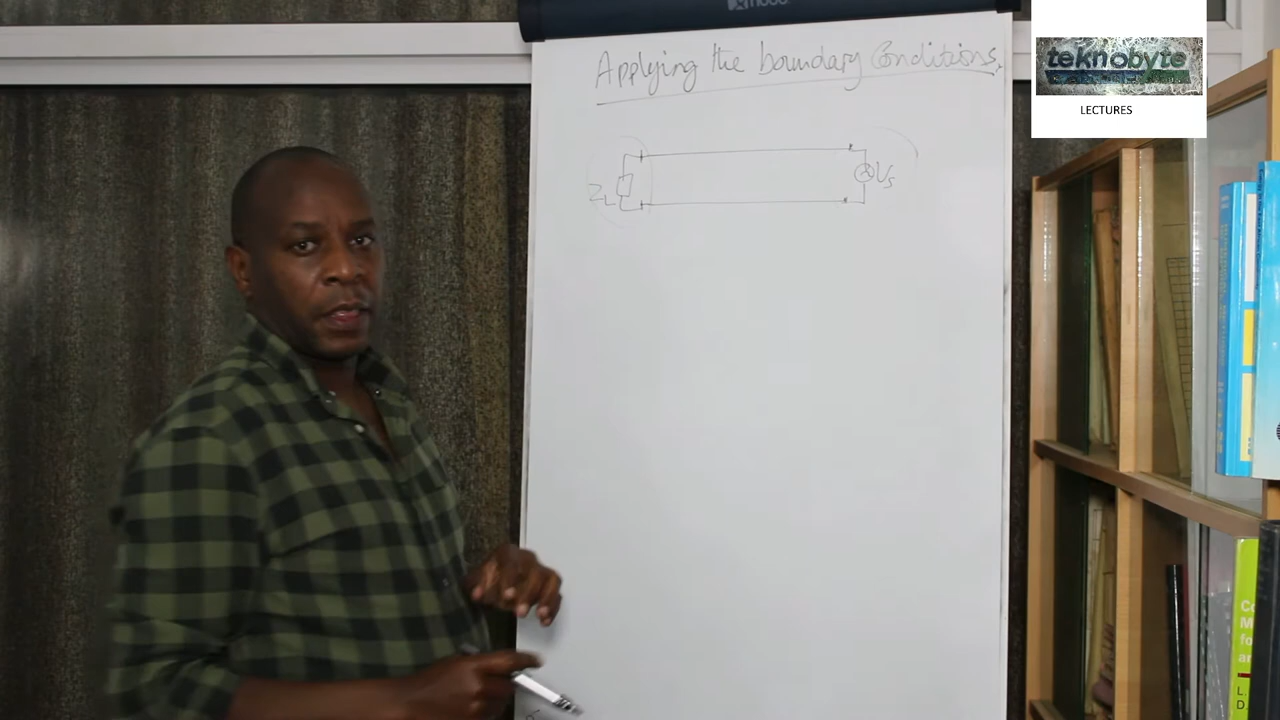 teknobyte
LECTURES
Applying the boundary Conditions.
ZL
Vs